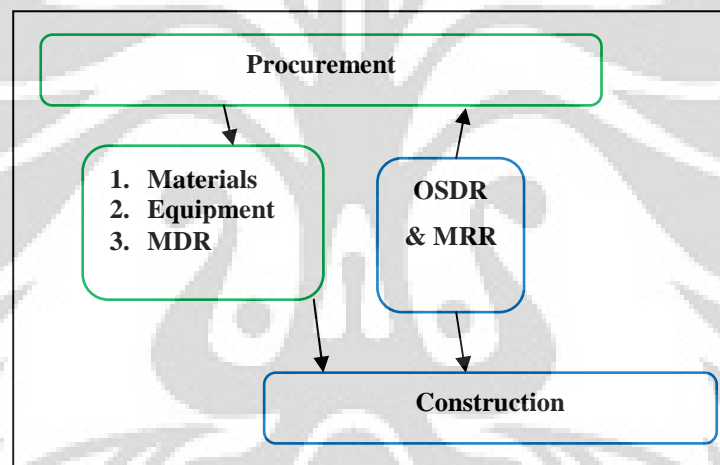 Procurement
1. Materials
2. Equipment
3. MDR
OSDR
& MRR
Construction